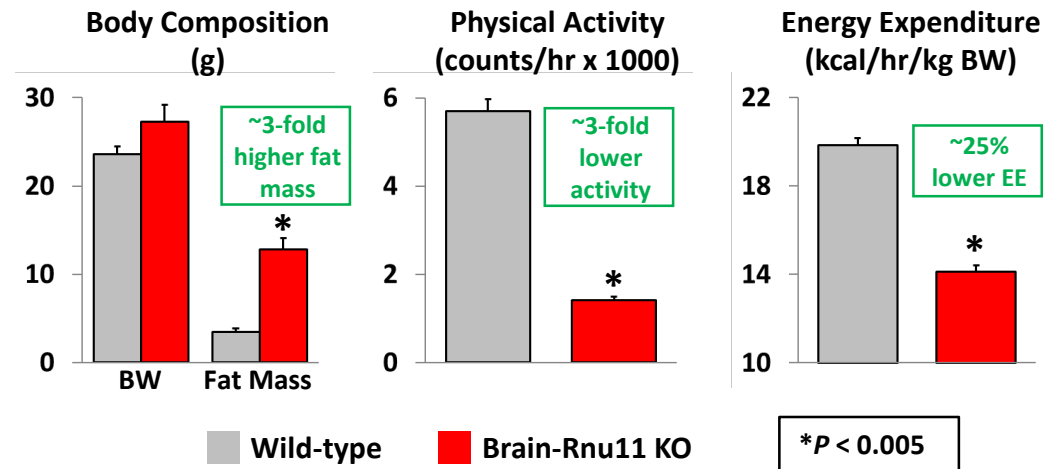 Body Composition
(g)
30
20
10
0
~3-fold
higher fat
mass
*
BW Fat Mass
Physical Activity
(counts/hr x 1000)
6
4
2
0
~3-fold
lower
activity
*
Energy Expenditure
(kcal/hr/kg BW)
22
18
14
10
~25%
lower EE
*
Wild-type Brain-Rnu11 KO
*P < 0.005